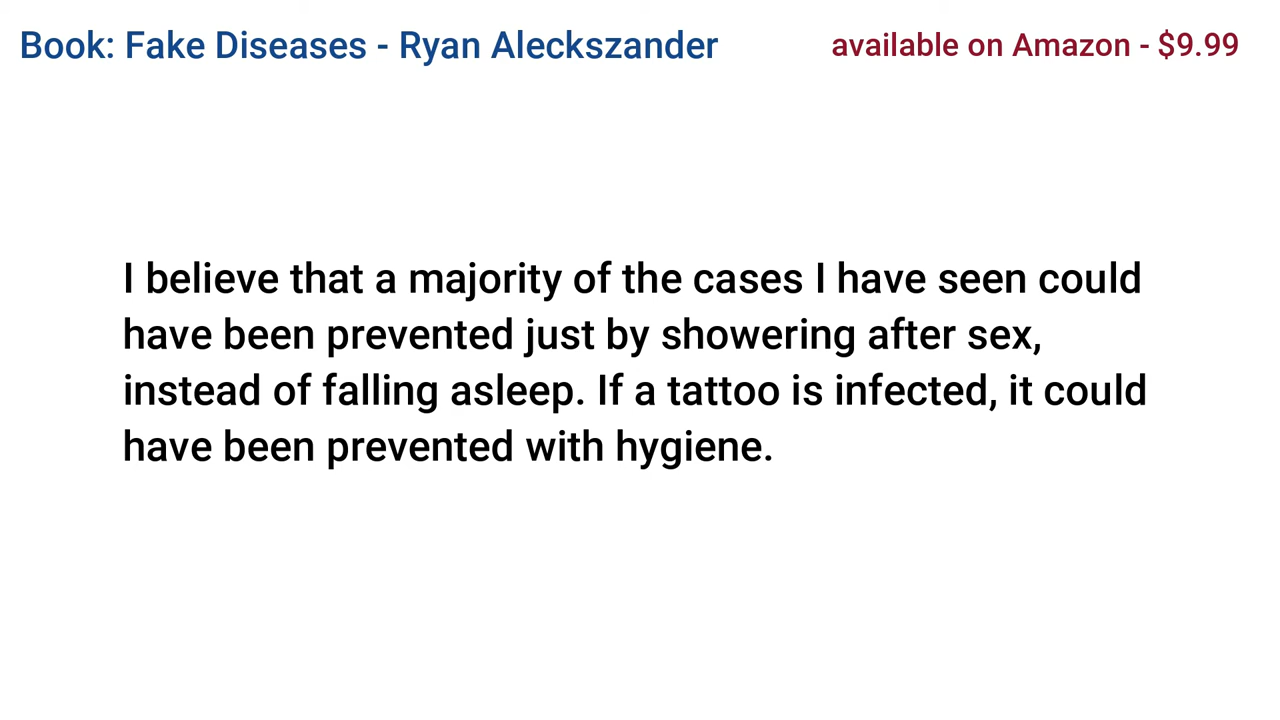 Book: Fake Diseases - Ryan Aleckszander
available on Amazon - $9.99
I believe that a majority of the cases I have seen could
have been prevented just by showering after sex,
instead of falling asleep. If a tattoo is infected, it could
have been prevented with hygiene.